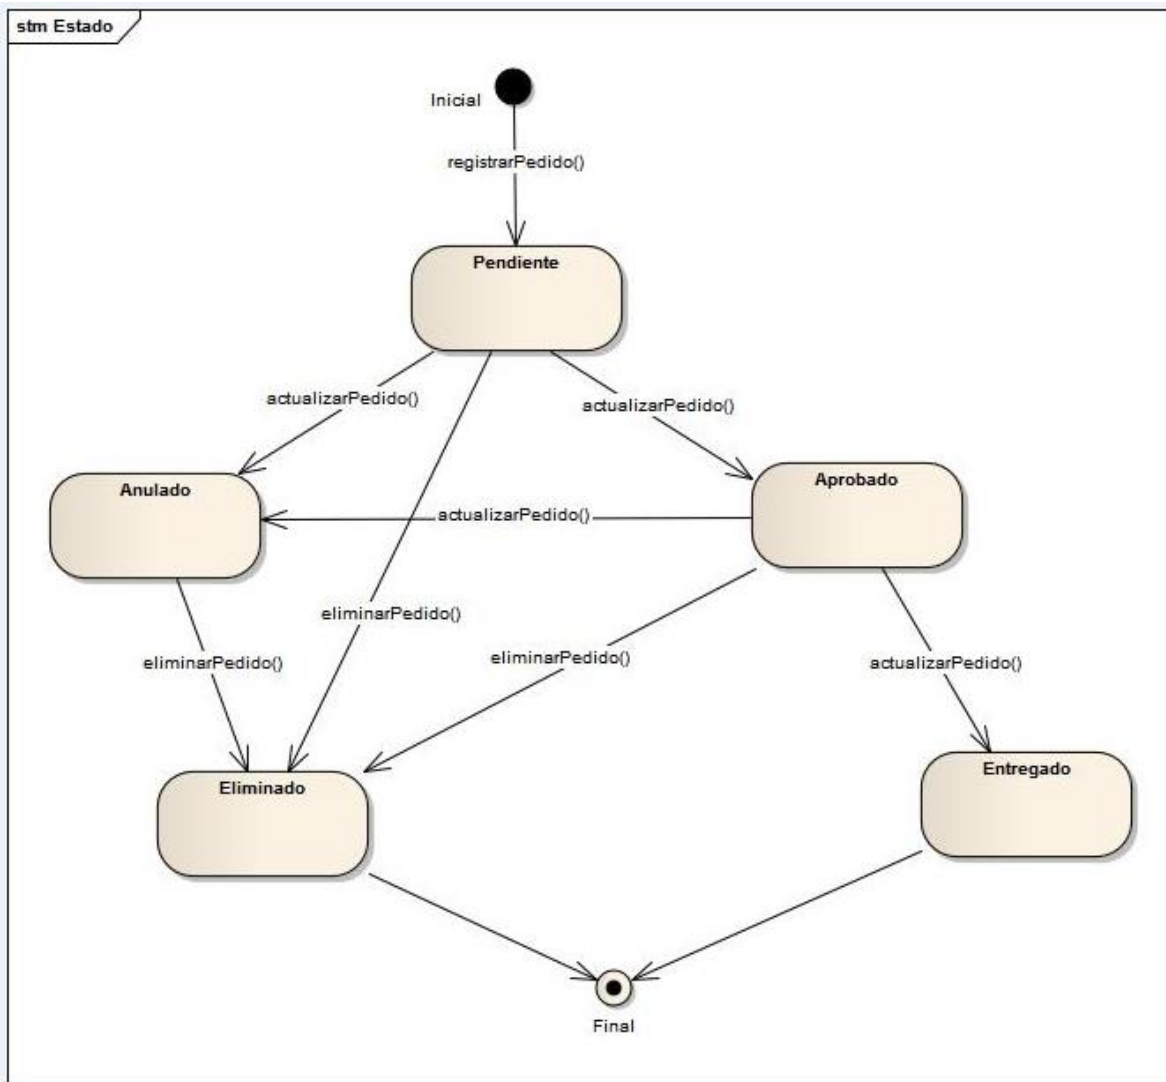 stm Estado
Inicial
registrarPedido()
Pendiente
actualizarPedido()
actualizarPedido()
Anulado
Aprobado
actualizarPedido()
eliminarPedido()
eliminarPedido()
eliminarPedido()
actualizarPedido()
Eliminado
Entregado
Final